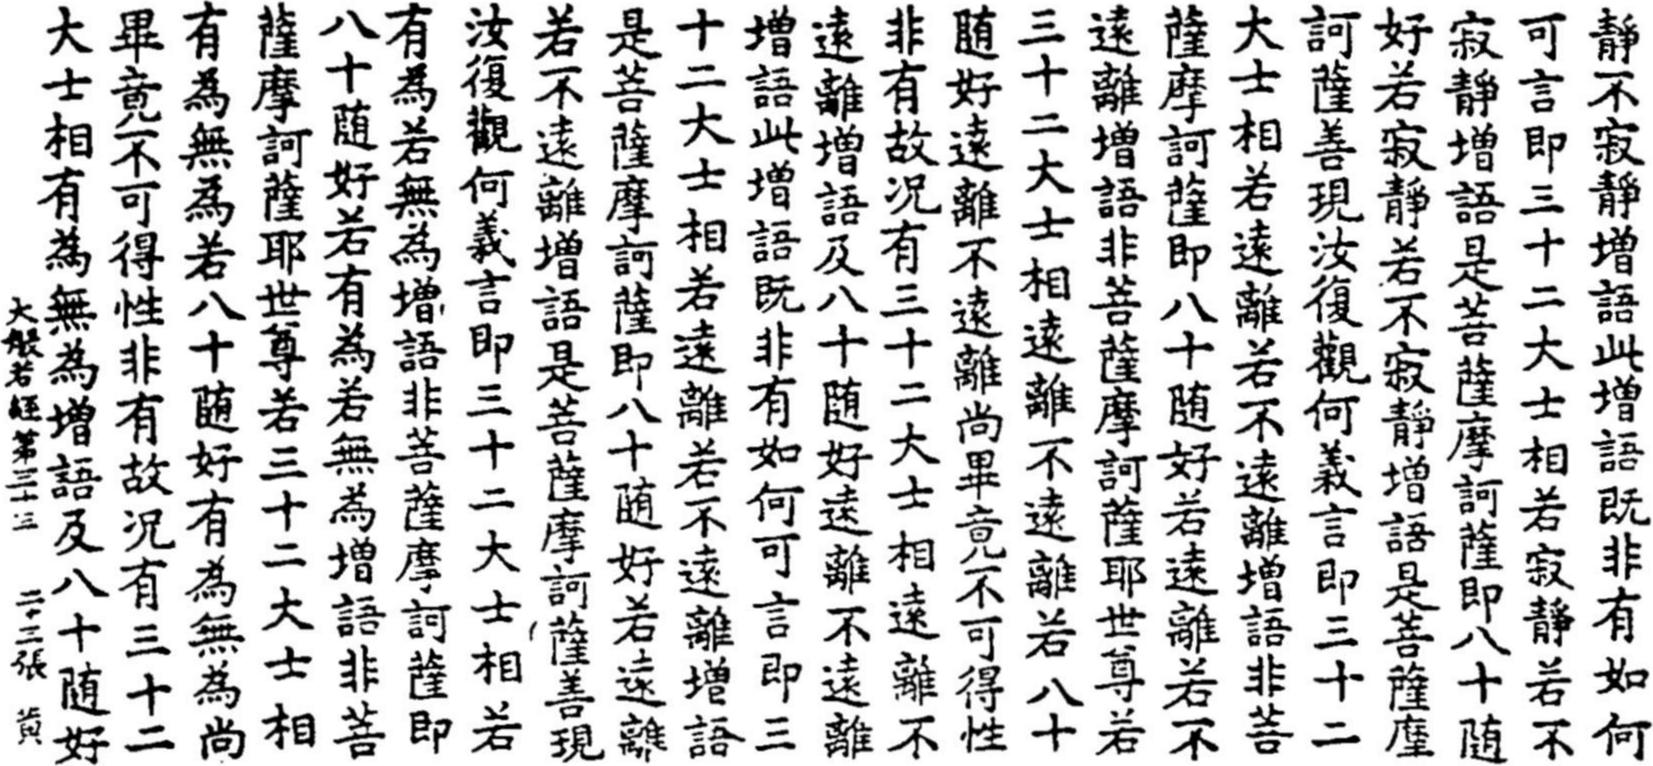 靜不寂靜增語此增語既非有如何
可言即三十二大士相若寂靜若不
寂靜增語是菩薩摩訶薩即八十随
好若寂靜若不寂靜增語是菩薩摩
訶薩善現汝復觀何義言即三十二
大士相若遠離若不遠離增語非菩
薩摩訶薩即八十随好若遠離若不
遠離增語非菩薩摩訶薩耶世尊若
三十二大士相遠離不遠離若八十
随好遠離不遠離尚畢竟不可得性
非有故况有三十二大士相遠離不
遠離增語及八十随好遠離不遠離
增語此增語既非有如何可言即三
十二大士相若遠離若不遠離增語
是菩薩摩訶薩即八十随好若遠離
若不遠離增語是菩薩摩訶薩善現
汝復觀何義言即三十二大士相若
有為若無為增語非菩薩摩訶薩即
八十随好若有為若無為增語非菩
薩摩訶薩耶世尊若三十二大士相
有為無為若八十随好有為無為尚
畢竟不可得性非有故况有三十二
大士相有為無為增語及八十随好
大般若經第三十三 二十三張 黄